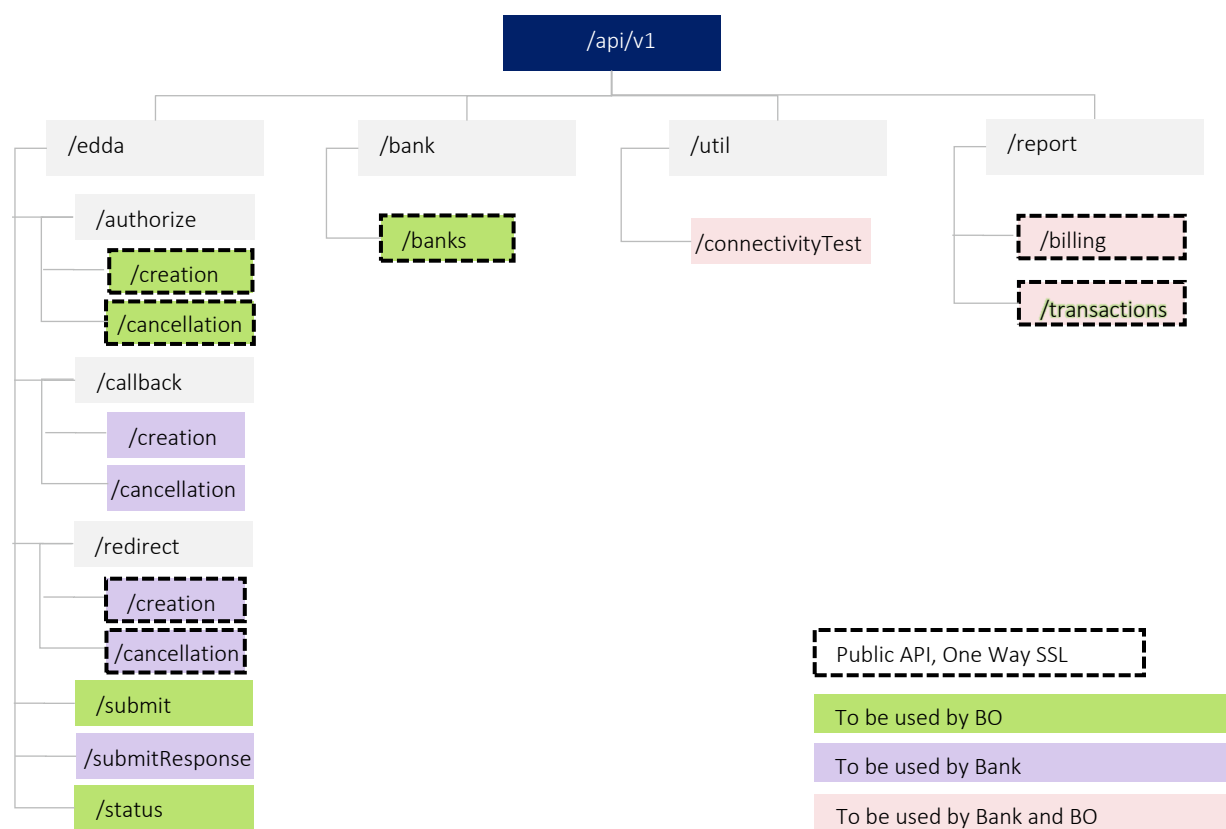 /api/v1
/edda
/authorize
/creation
/cancellation
/callback
/creation
/cancellation
/redirect
/creation
/cancellation
/submit
/submitResponse
/status
/bank
/banks
/util
/connectivityTest
/report
/billing
/transactions
Public API, One Way SSL
To be used by BO
To be used by Bank
To be used by Bank and BO